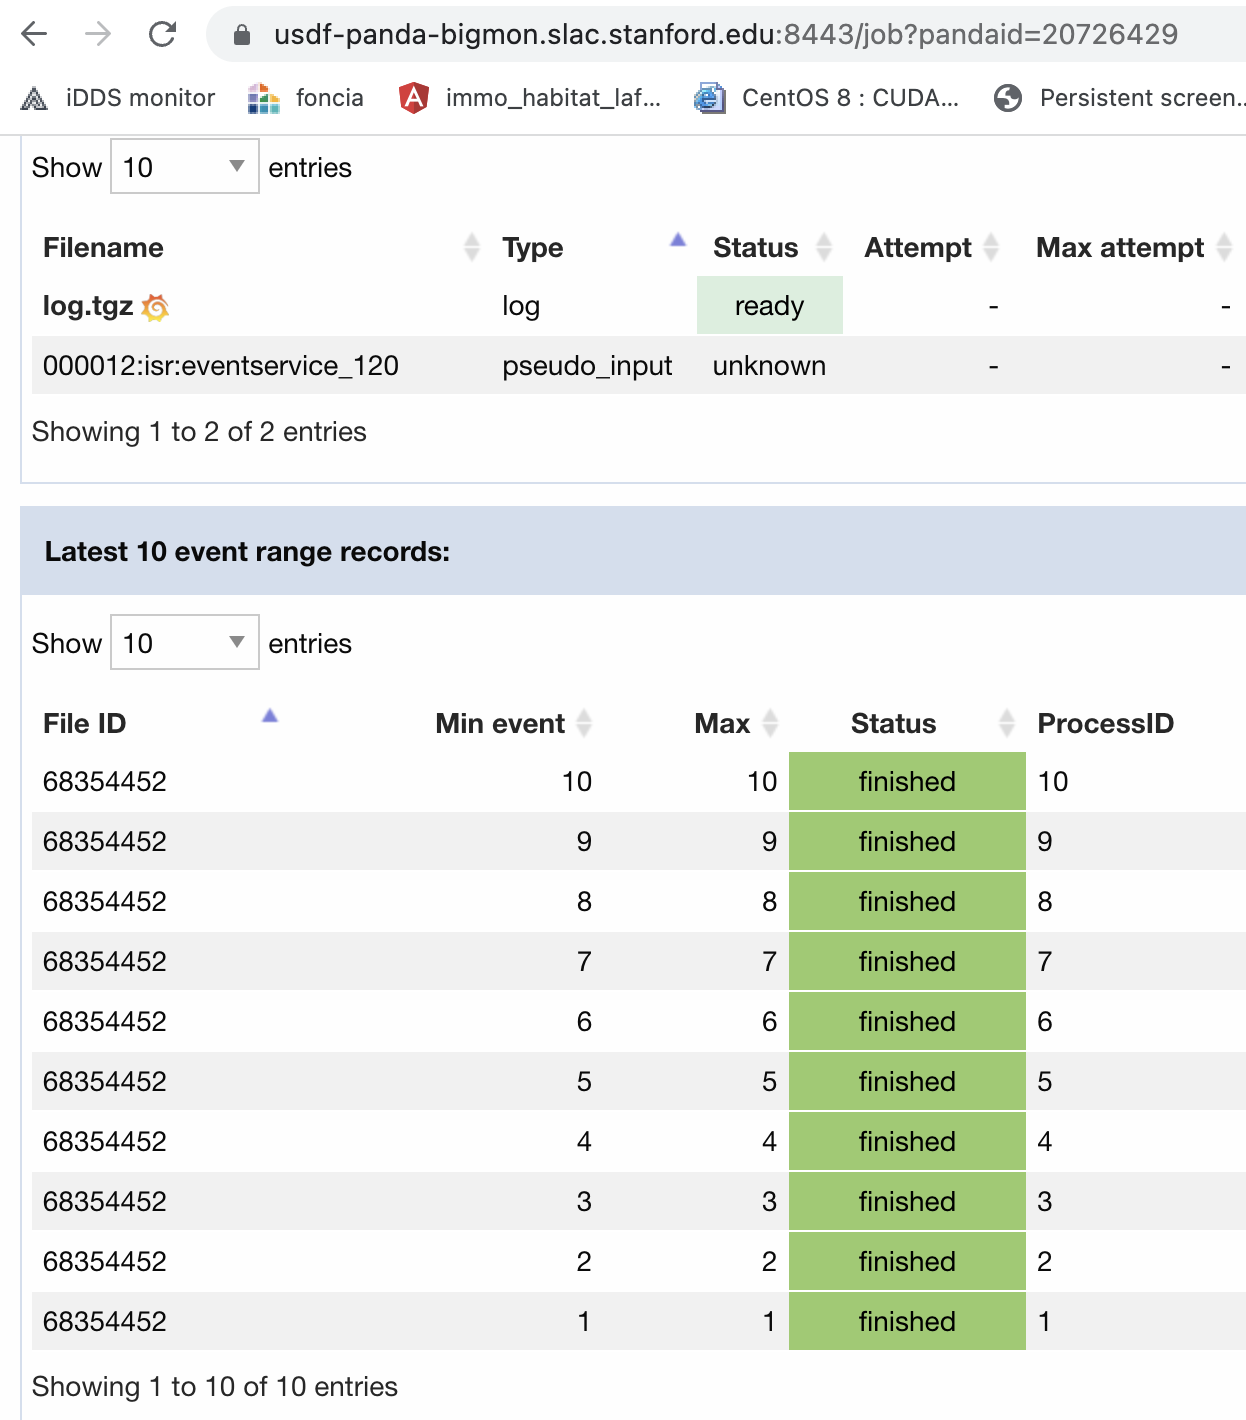 usdf-panda-bigmon.slac.stanford.edu:8443/job?pandaid=20726429
iDDS monitor foncia immo_habitat_laf... CentOS 8 : CUDA... Persistent screen...
Show 10 entries
Filename Type Status Attempt Max attempt
log.tgz log ready - -
000012:isr:eventservice_120 pseudo_input unknown - -
Showing 1 to 2 of 2 entries
Latest 10 event range records:
Show 10 entries
File ID Min event Max Status ProcessID
68354452 10 10 finished 10
68354452 9 9 finished 9
68354452 8 8 finished 8
68354452 7 7 finished 7
68354452 6 6 finished 6
68354452 5 5 finished 5
68354452 4 4 finished 4
68354452 3 3 finished 3
68354452 2 2 finished 2
68354452 1 1 finished 1
Showing 1 to 10 of 10 entries